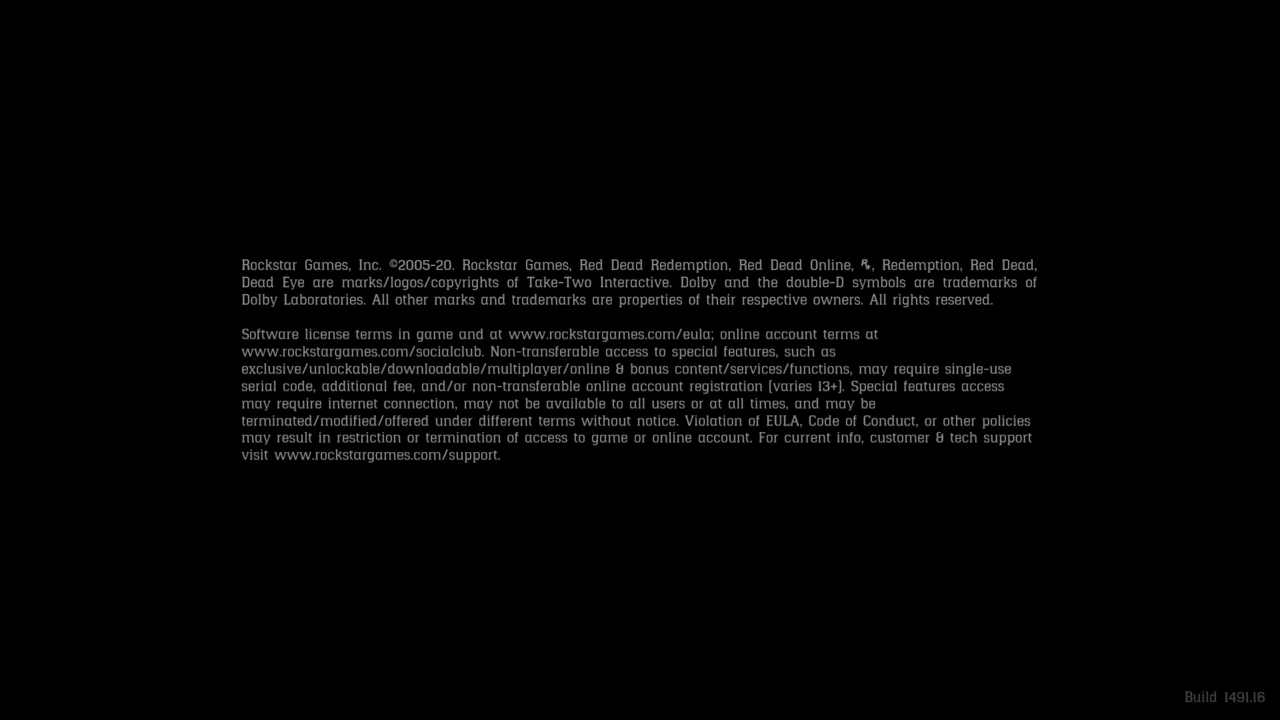 Rockstar Games, Inc. ©2005-20. Rockstar Games, Red Dead Redemption, Red Dead Online, R★, Redemption, Red Dead,
Dead Eye are marks/logos/copyrights of Take-Two Interactive. Dolby and the double-D symbols are trademarks of
Dolby Laboratories. All other marks and trademarks are properties of their respective owners. All rights reserved.
Software license terms in game and at www.rockstargames.com/eula; online account terms at
www.rockstargames.com/socialclub. Non-transferable access to special features, such as
exclusive/unlockable/downloadable/multiplayer/online & bonus content/services/functions, may require single-use
serial code, additional fee, and/or non-transferable online account registration (varies 13+). Special features access
may require internet connection, may not be available to all users or at all times, and may be
terminated/modified/offered under different terms without notice. Violation of EULA, Code of Conduct, or other policies
may result in restriction or termination of access to game or online account. For current info, customer & tech support
visit www.rockstargames.com/support.
Build 1491.16